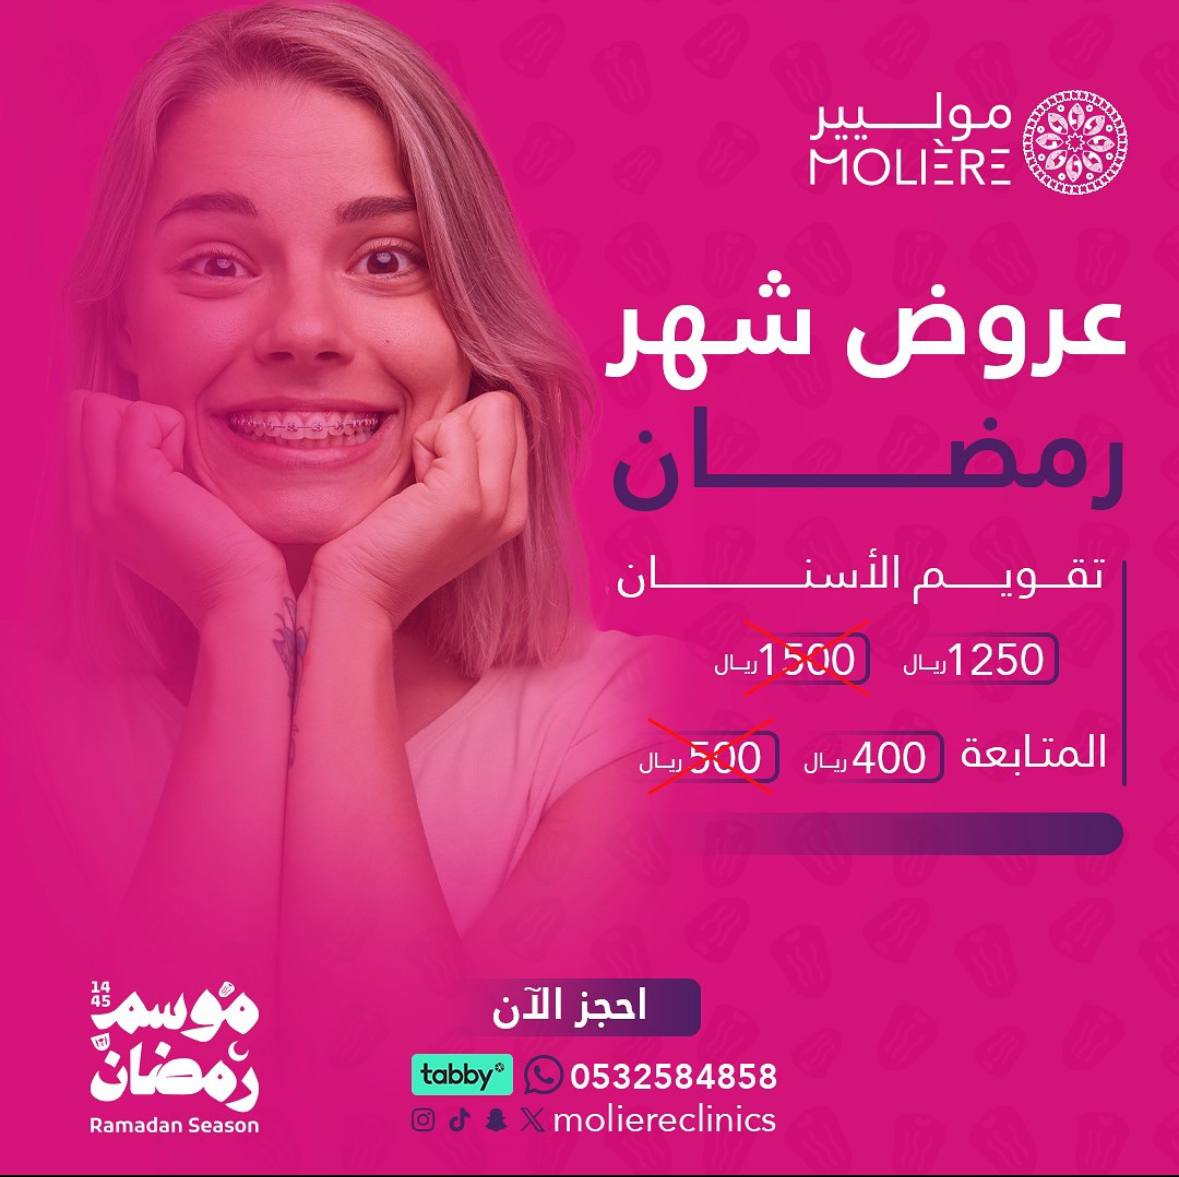 موليير
MOLIÈRE
عروض شهر
رمضان
تقويم الأسنان
1250 ريال 1500 ريال
المتابعة 400 ريال 500 ريال
احجز الآن
tabby 0532584858
moliereclinics
1445
موسم
رمضان
Ramadan Season